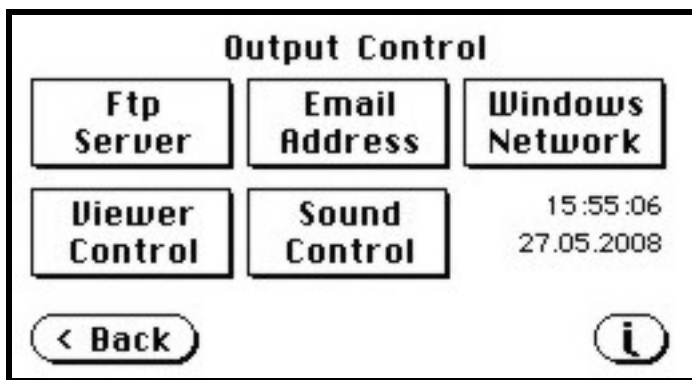 Output Control
Ftp
Server
Email
Address
Windows
Network
Viewer
Control
Sound
Control
15:55:06
27.05.2008
< Back
i